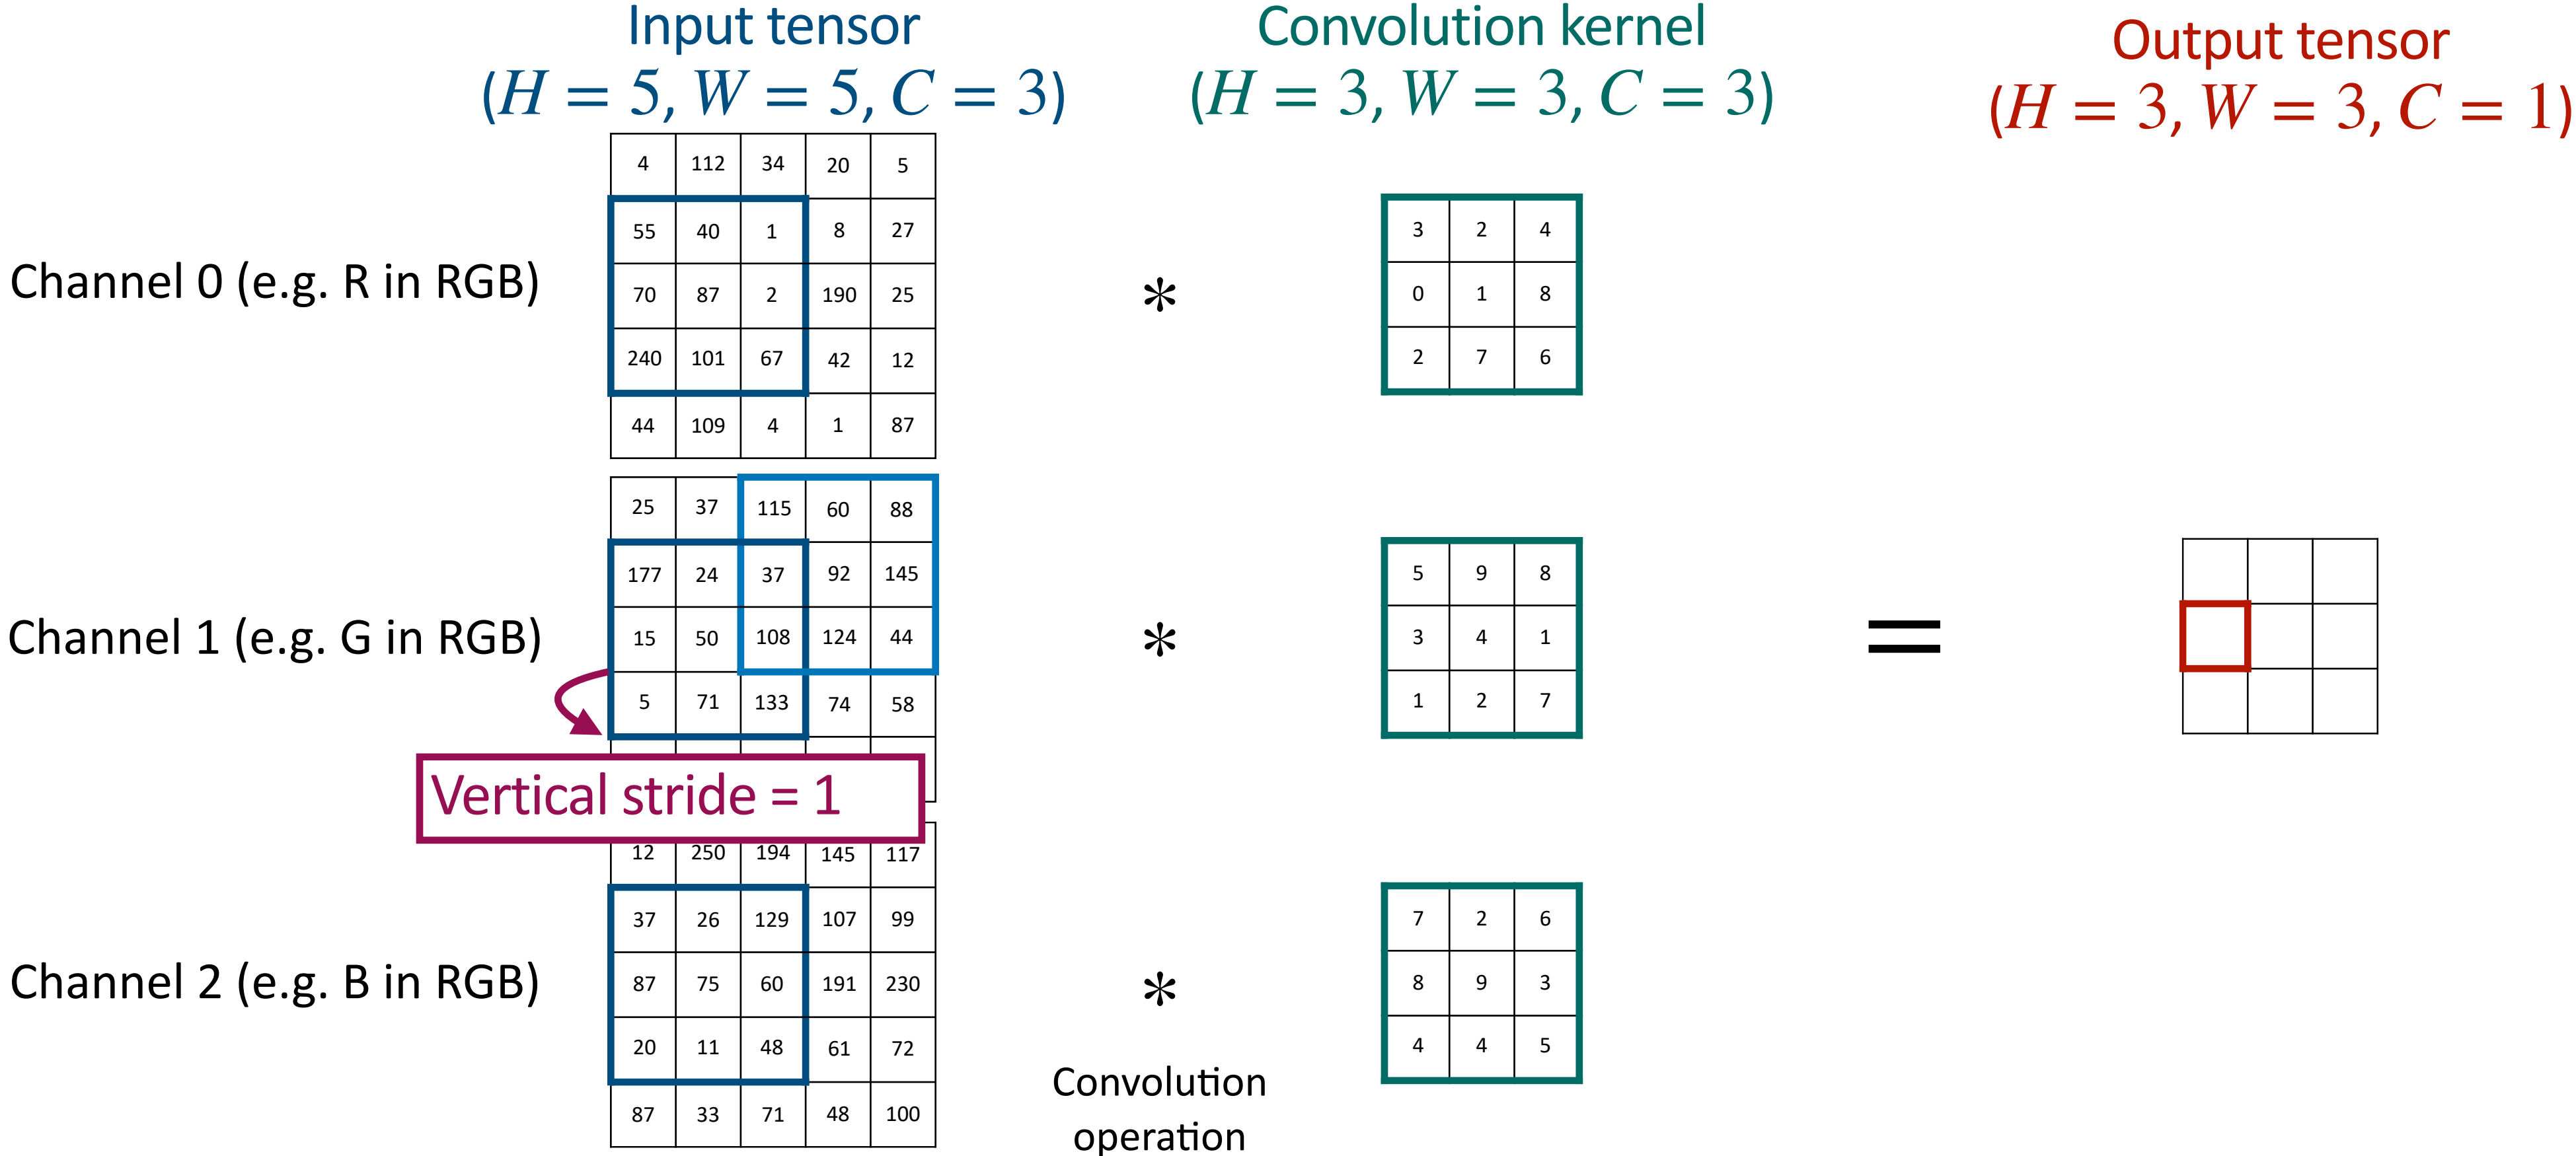 Input tensor
(H = 5, W = 5, C = 3)
Convolution kernel
(H = 3, W = 3, C = 3)
Output tensor
(H = 3, W = 3, C = 1)
Channel 0 (e.g. R in RGB)
4 112 34 20 5
55 40 1 8 27
70 87 2 190 25
240 101 67 42 12
44 109 4 1 87
*
3 2 4
0 1 8
2 7 6
Channel 1 (e.g. G in RGB)
25 37 115 60 88
177 24 37 92 145
15 50 108 124 44
5 71 133 74 58
*
5 9 8
3 4 1
1 2 7
=
Vertical stride = 1
Channel 2 (e.g. B in RGB)
12 250 194 145 117
37 26 129 107 99
87 75 60 191 230
20 11 48 61 72
87 33 71 48 100
*
Convolution
operation
7 2 6
8 9 3
4 4 5